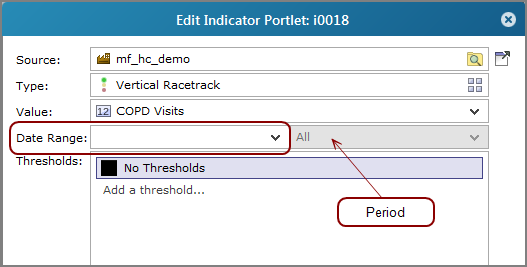 Edit Indicator Portlet: i0018
Source: mf_hc_demo
Type: Vertical Racetrack
Value: 12 COPD Visits
Date Range: All
Thresholds: No Thresholds
Add a threshold...
Period